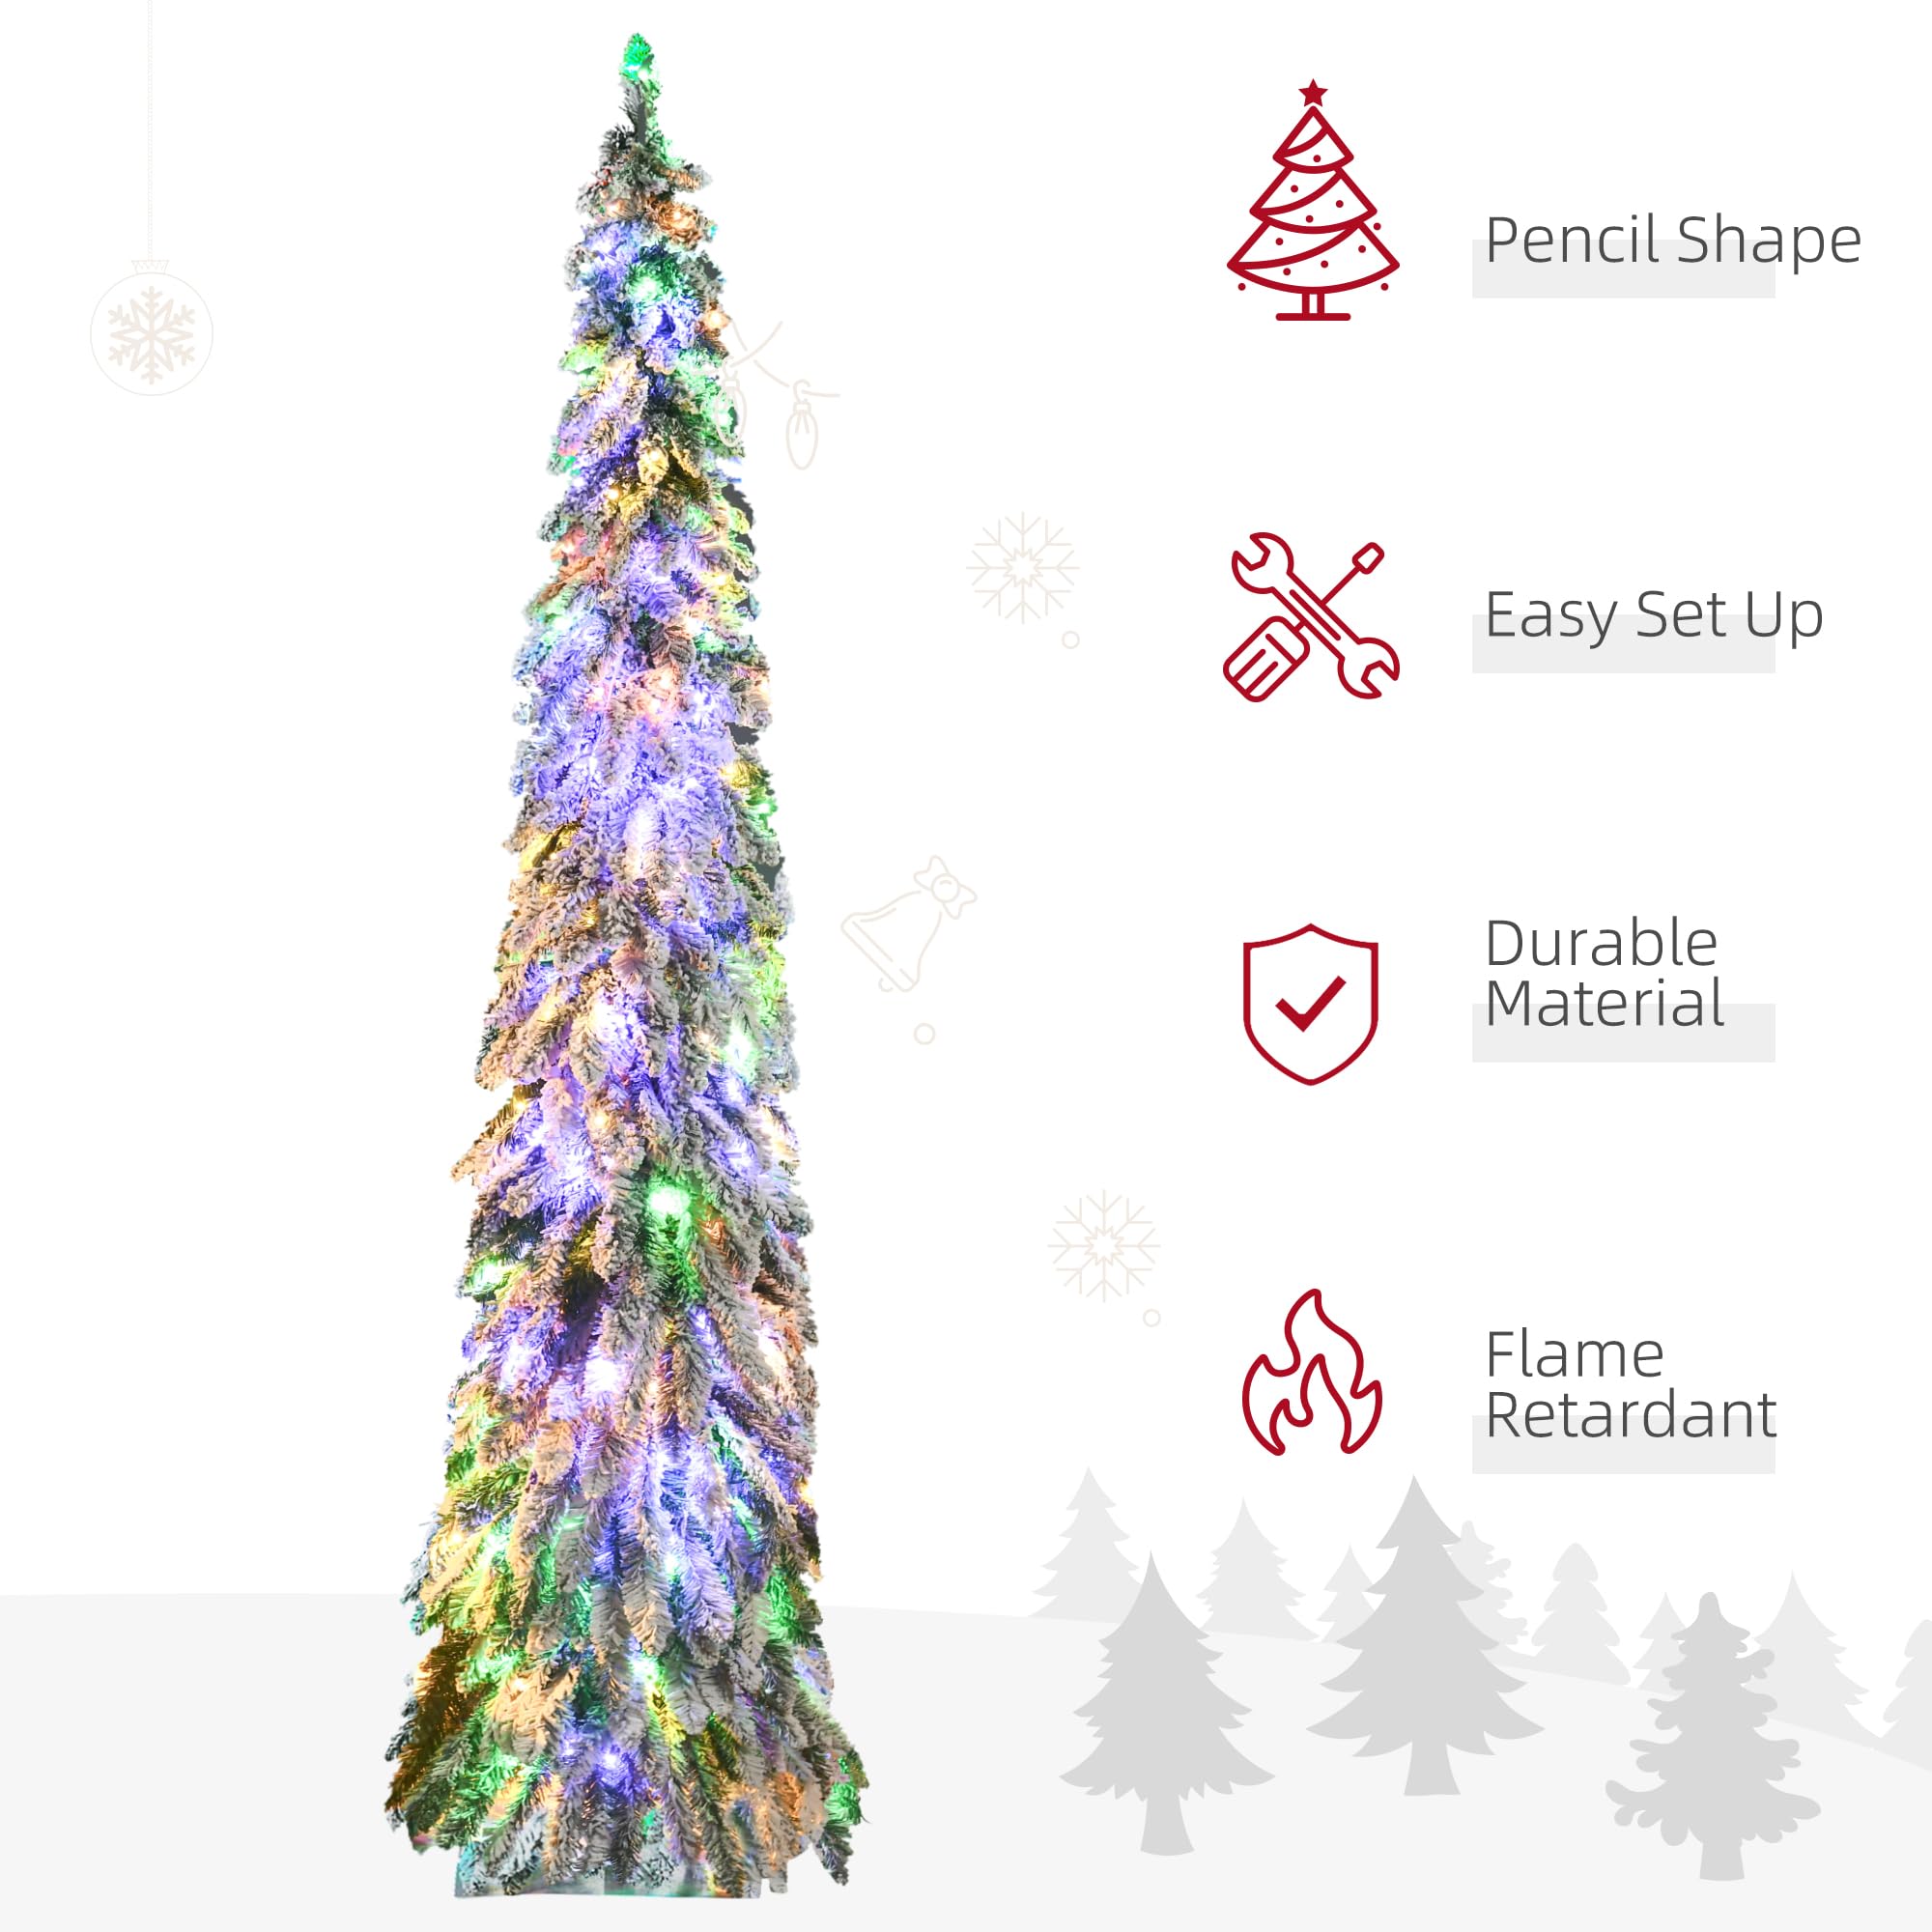 Pencil Shape
Easy Set Up
Durable
Material
Flame
Retardant